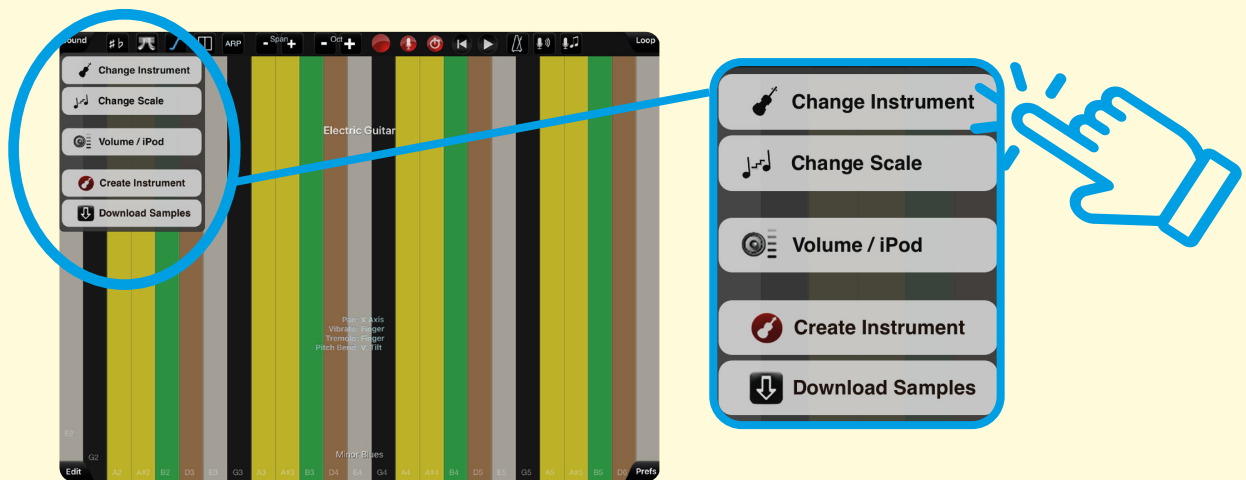 Sound
ARP
- Span +
- Oct +
Loop
Change Instrument
Change Scale
Volume / iPod
Create Instrument
Download Samples
Electric Guitar
Pan: X Axis
Vibrato: Finger
Tremolo: Finger
Pitch Bend: V. Tilt
Minor Blues
E2
G2 A2 A#2 B2 D3 E3 G3 A3 A#3 B3 D4 E4 G4 A4 A#4 B4 D5 E5 G5 A5 A#5 B5 D6
Edit
Prefs
Change Instrument
Change Scale
Volume / iPod
Create Instrument
Download Samples